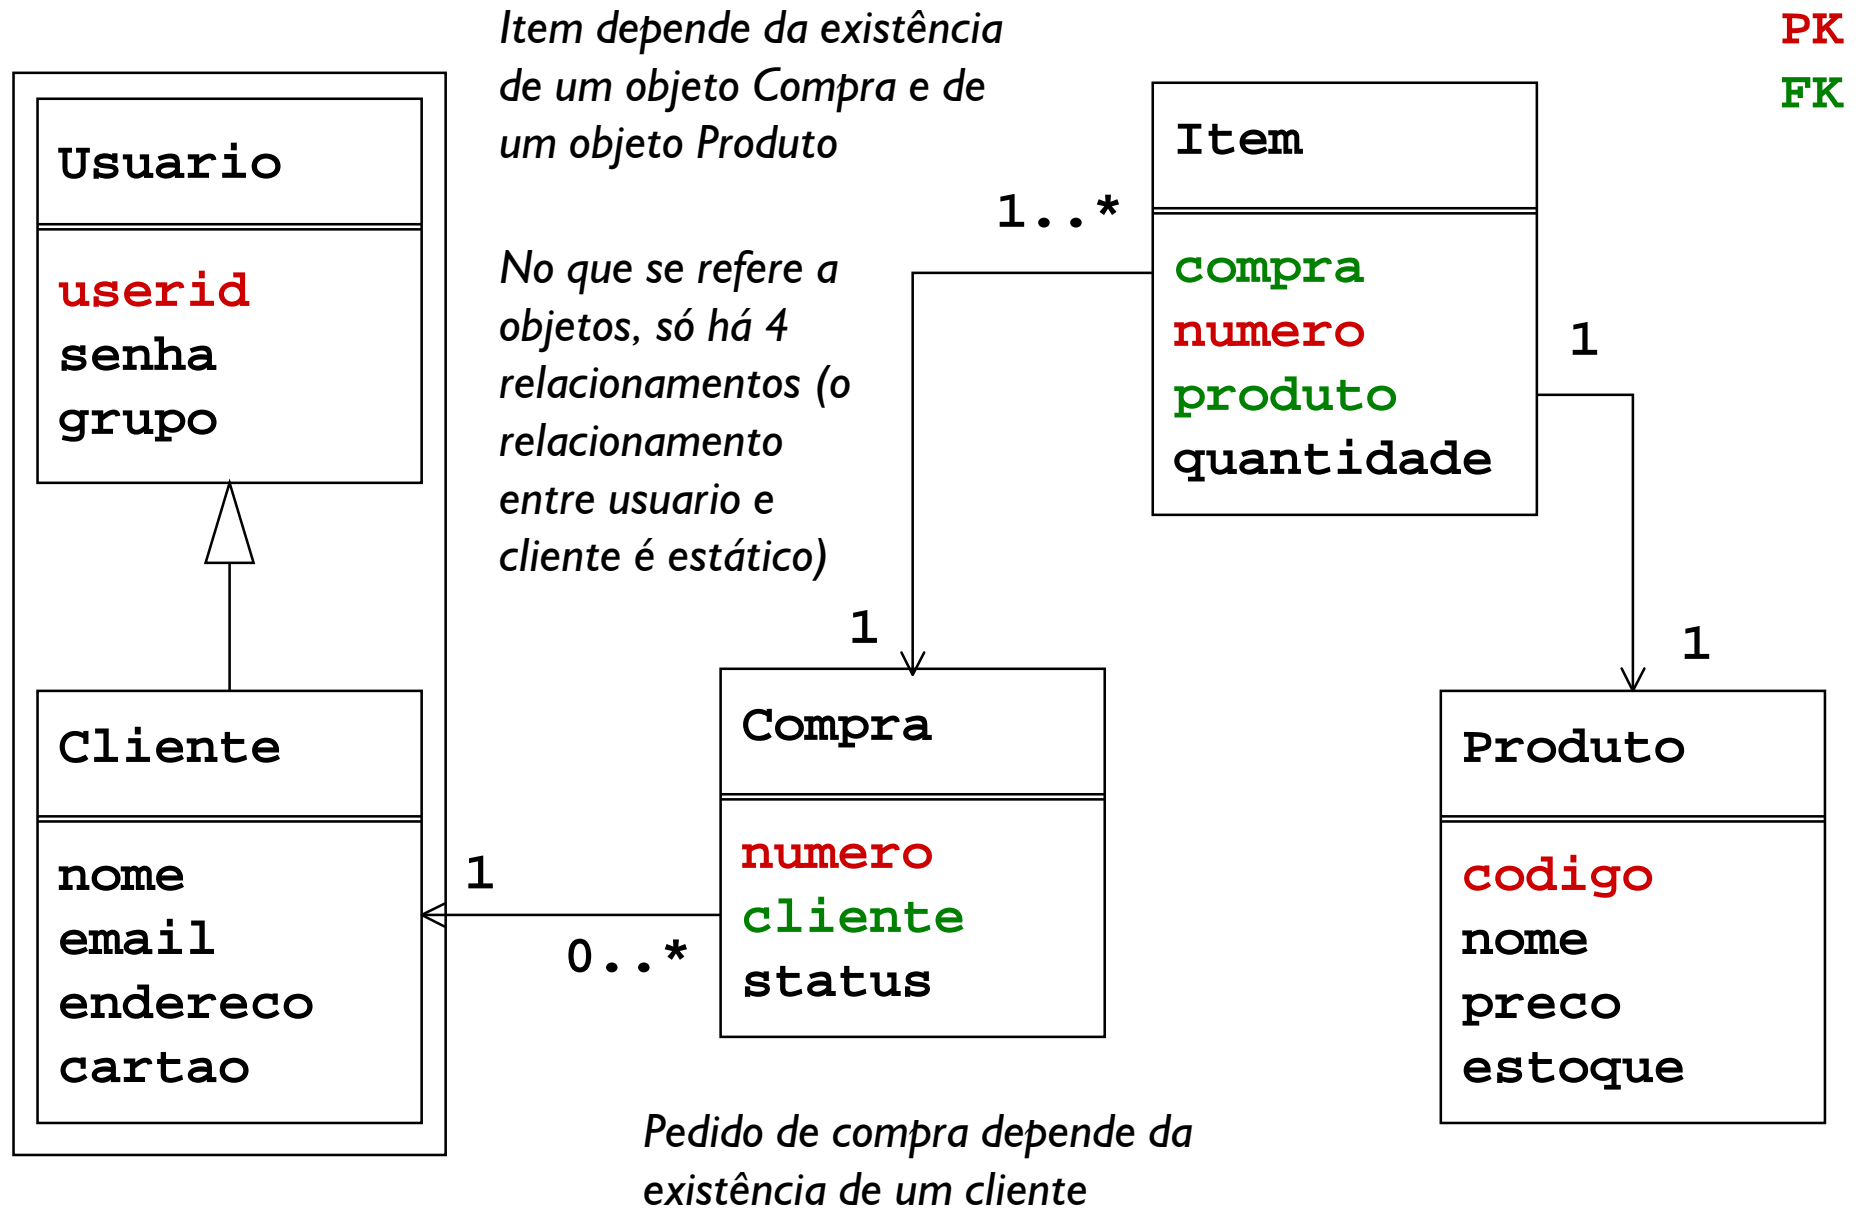 Item depende da existência
de um objeto Compra e de
um objeto Produto
PK
FK
Usuario
userid
senha
grupo
No que se refere a
objetos, só há 4
relacionamentos (o
relacionamento
entre usuario e
cliente é estático)
Item
compra
numero
produto
quantidade
1..*
1
1
1
Cliente
nome
email
endereco
cartao
1
0..*
Compra
numero
cliente
status
Produto
codigo
nome
preco
estoque
Pedido de compra depende da
existência de um cliente